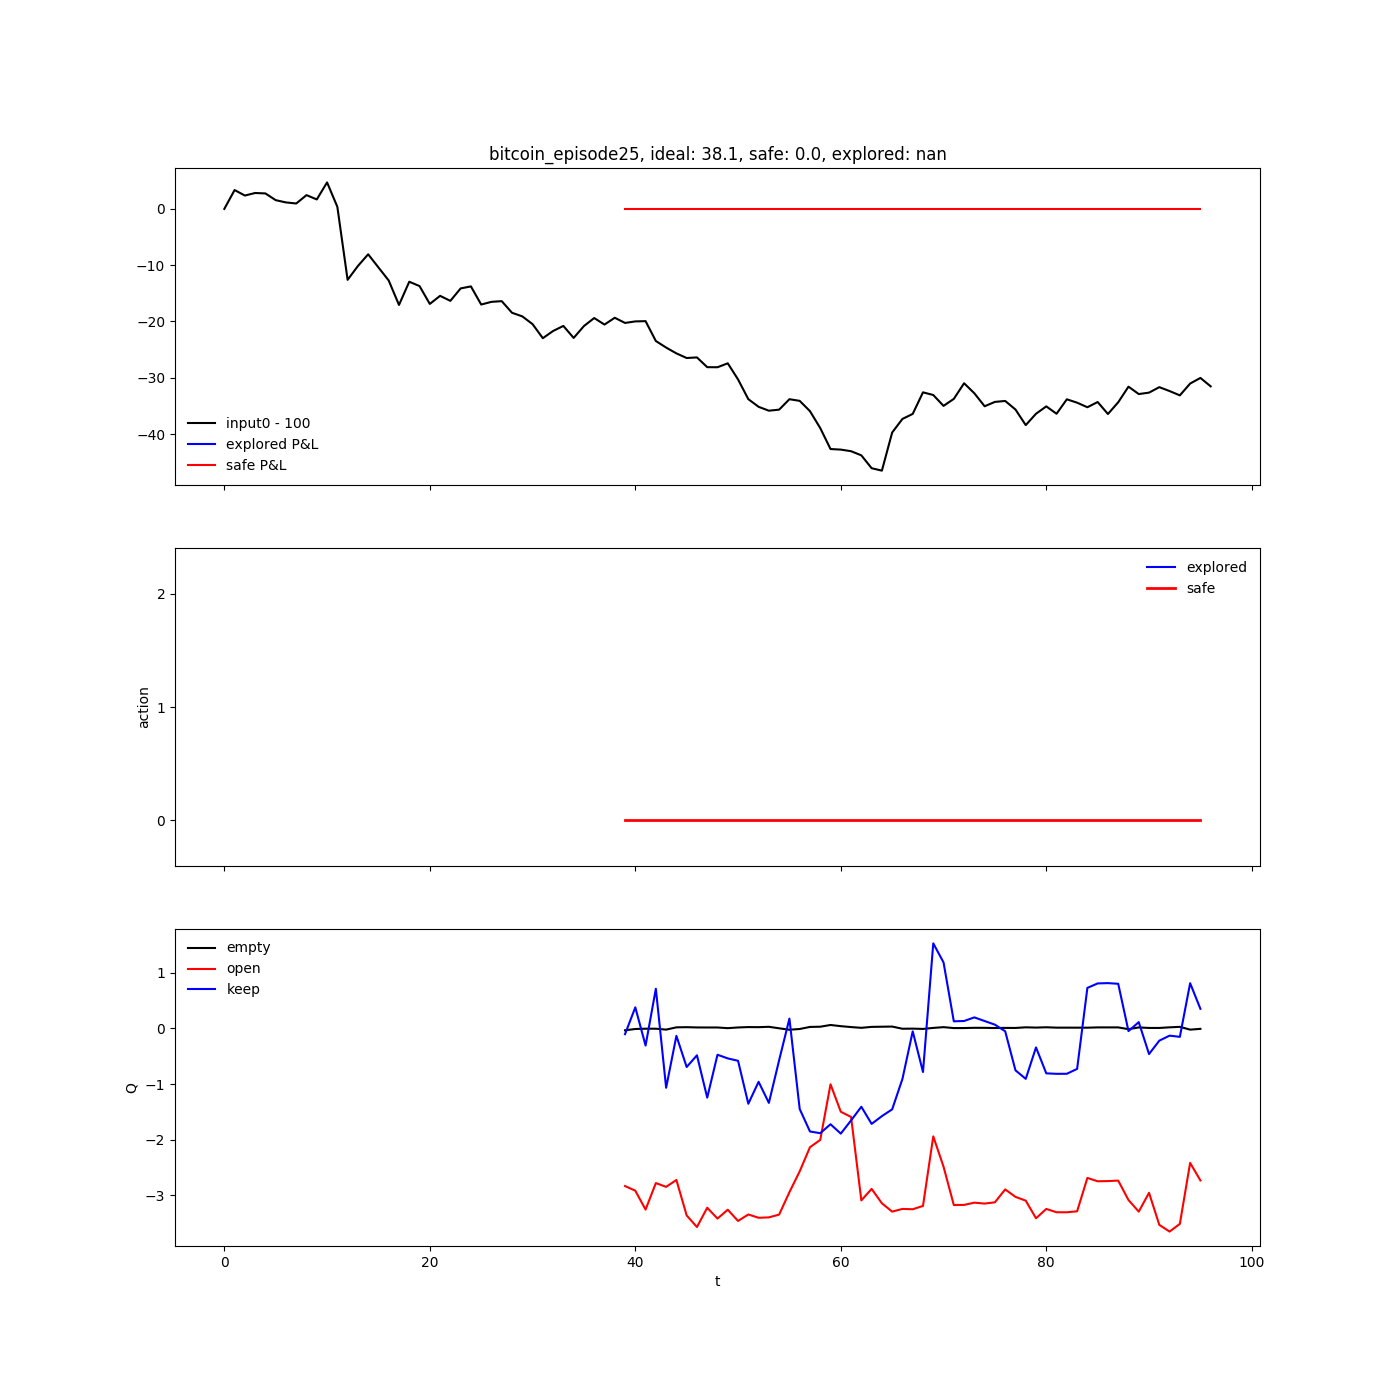 bitcoin_episode25, ideal: 38.1, safe: 0.0, explored: nan
0
−10
−20
−30
−40
input0 - 100
explored P&L
safe P&L
action
2
1
0
explored
safe
Q
1
0
−1
−2
−3
empty
open
keep
0 20 40 60 80 100
t